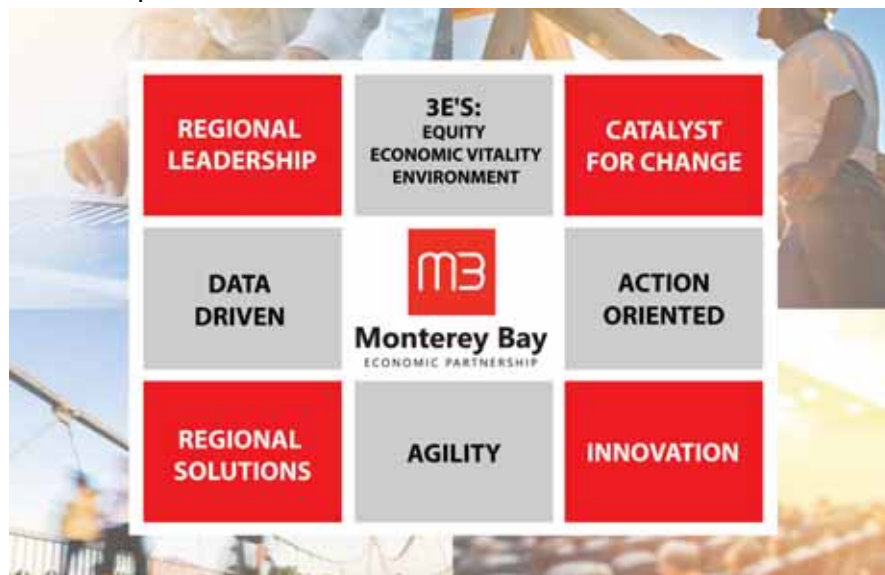 REGIONAL
LEADERSHIP
3E'S:
EQUITY
ECONOMIC VITALITY
ENVIRONMENT
CATALYST
FOR CHANGE
DATA
DRIVEN
Monterey Bay
ECONOMIC PARTNERSHIP
ACTION
ORIENTED
REGIONAL
SOLUTIONS
AGILITY
INNOVATION